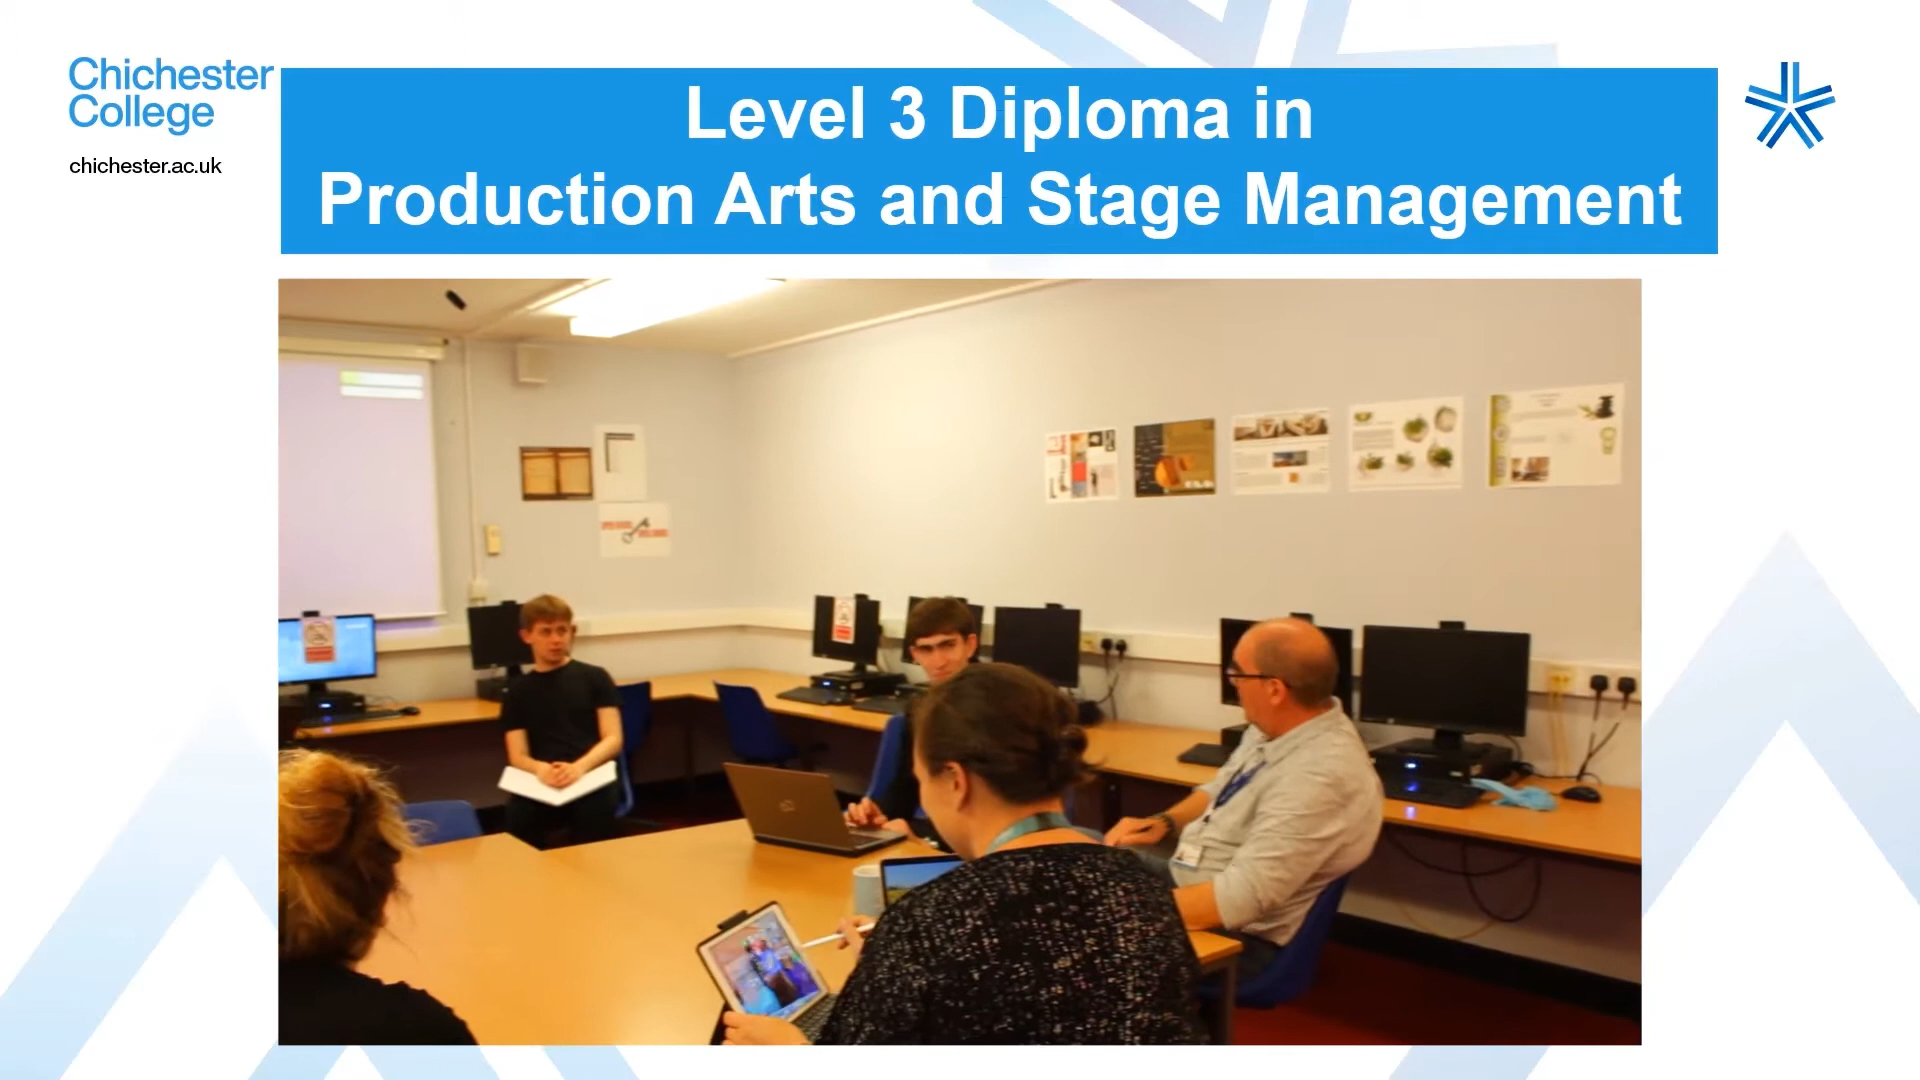 Chichester
College
chichester.ac.uk
Level 3 Diploma in
Production Arts and Stage Management